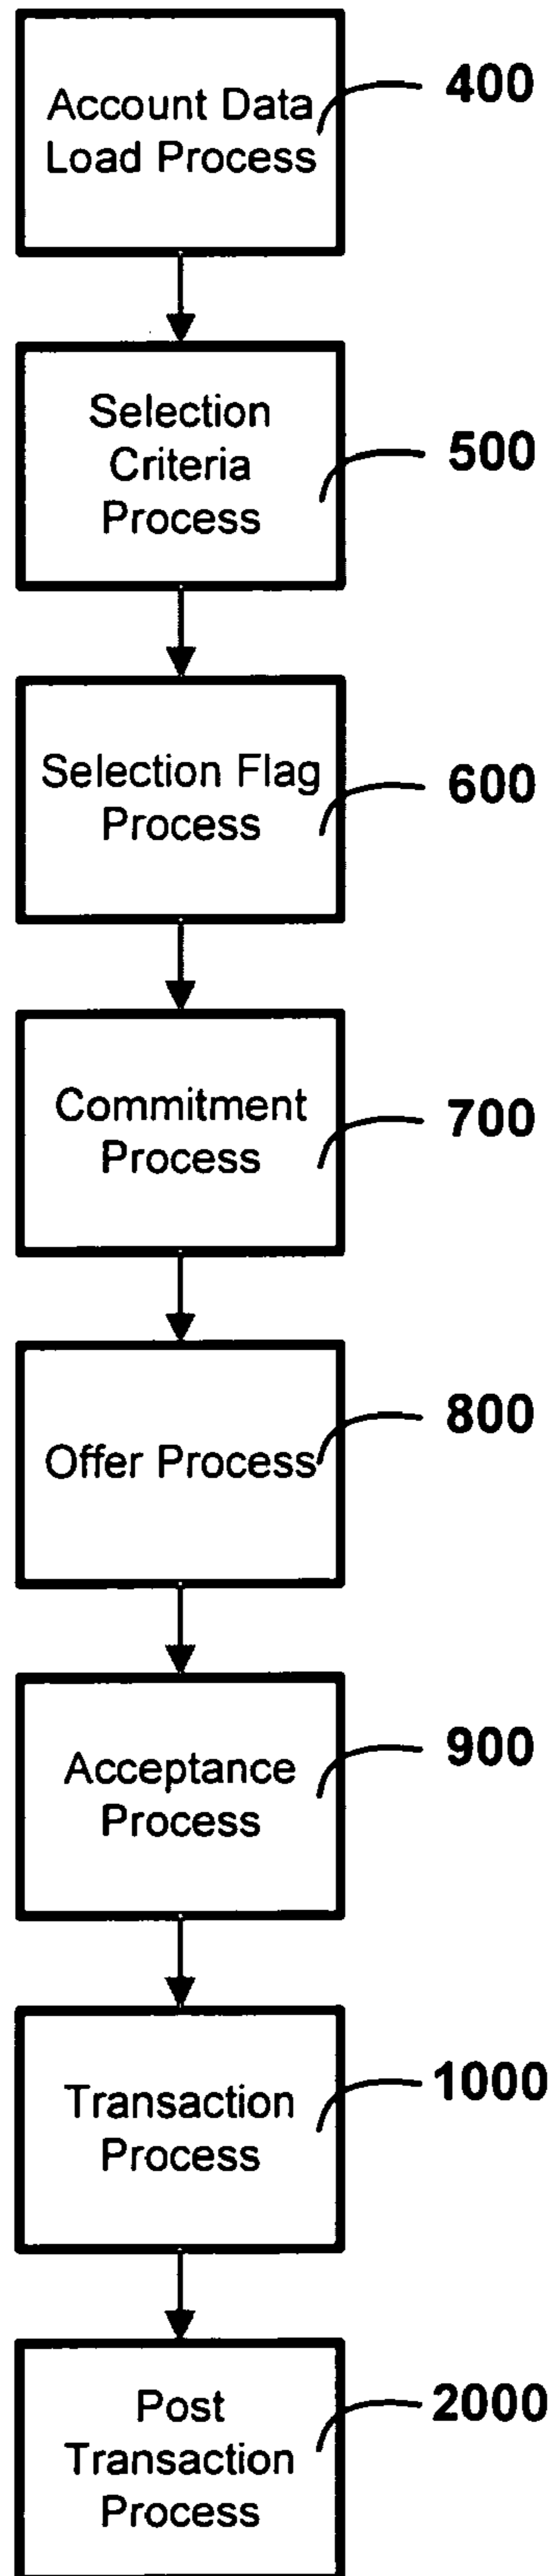 Account Data
Load Process
400
Selection
Criteria
Process
500
Selection Flag
Process
600
Commitment
Process
700
Offer Process
800
Acceptance
Process
900
Transaction
Process
1000
Post
Transaction
Process
2000